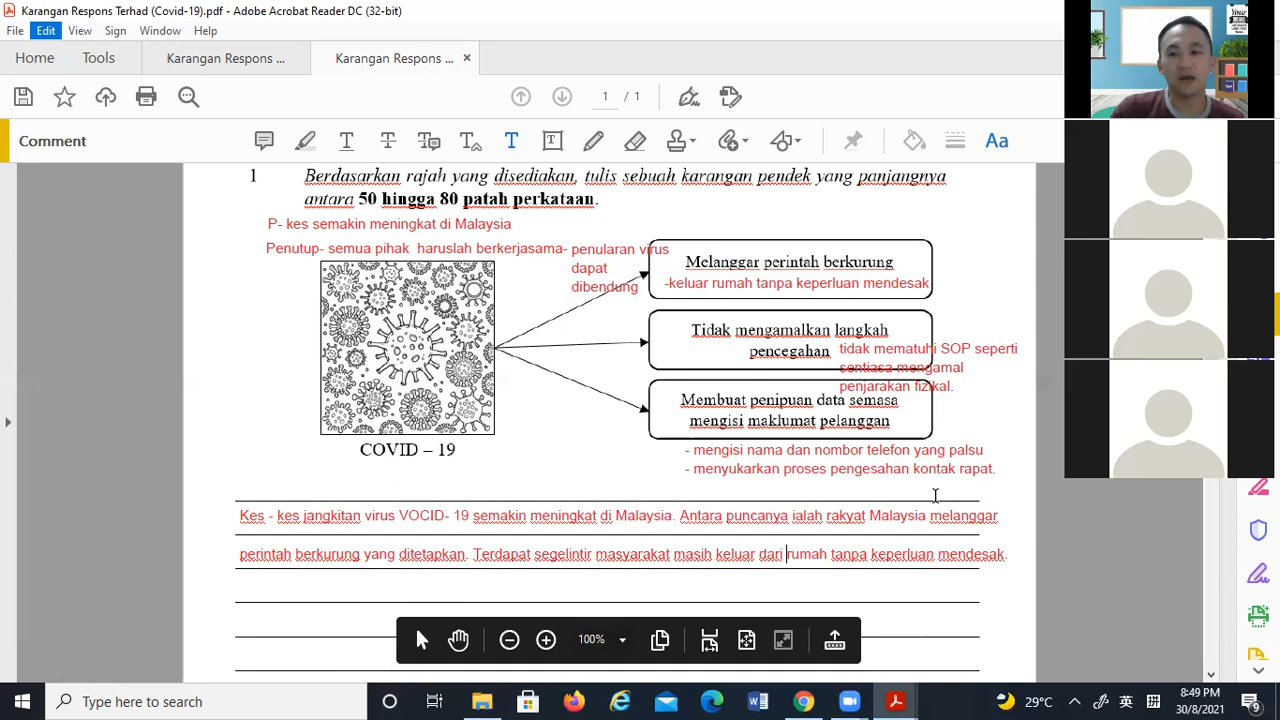 Karangan Respons Terhad (Covid-19).pdf - Adobe Acrobat Reader DC (32-bit)
File Edit View Sign Window Help
Home Tools Karangan Respons ... Karangan Respons ... ×
1 / 1
Comment
Aa
1 Berdasarkan rajah yang disediakan, tulis sebuah karangan pendek yang panjangnya
antara 50 hingga 80 patah perkataan.
P- kes semakin meningkat di Malaysia
Penutup- semua pihak haruslah berkerjasama- penularan virus
dapat
dibendung
Melanggar perintah berkurung
-keluar rumah tanpa keperluan mendesak
Tidak mengamalkan langkah
pencegahan
tidak mematuhi SOP seperti
sentiasa mengamal
penjarakan fizikal.
Membuat penipuan data semasa
mengisi maklumat pelanggan
COVID – 19
- mengisi nama dan nombor telefon yang palsu
- menyukarkan proses pengesahan kontak rapat.
Kes - kes jangkitan virus VOCID- 19 semakin meningkat di Malaysia. Antara puncanya ialah rakyat Malaysia melanggar
perintah berkurung yang ditetapkan. Terdapat segelintir masyarakat masih keluar dari rumah tanpa keperluan mendesak.
100%
Type here to search
29°C
英
拼
8:49 PM
30/8/2021
9